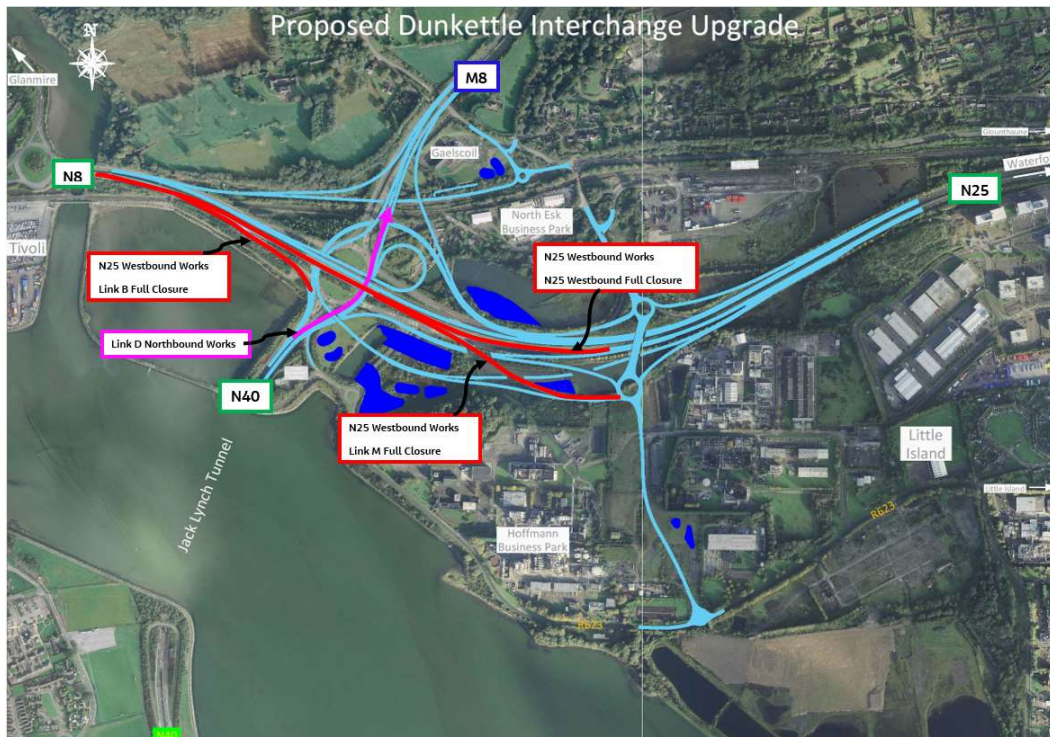 Proposed Dunkettle Interchange Upgrade
N
Glanmire
M8
Gaelscoil
Glounthaune
N8
Waterfo
N25
North Esk
Business Park
Tivoli
N25 Westbound Works
Link B Full Closure
N25 Westbound Works
N25 Westbound Full Closure
Link D Northbound Works
N40
N25 Westbound Works
Link M Full Closure
Little
Island
Little Island
Jack Lynch Tunnel
R623
Hoffmann
Business Park
R623
N40